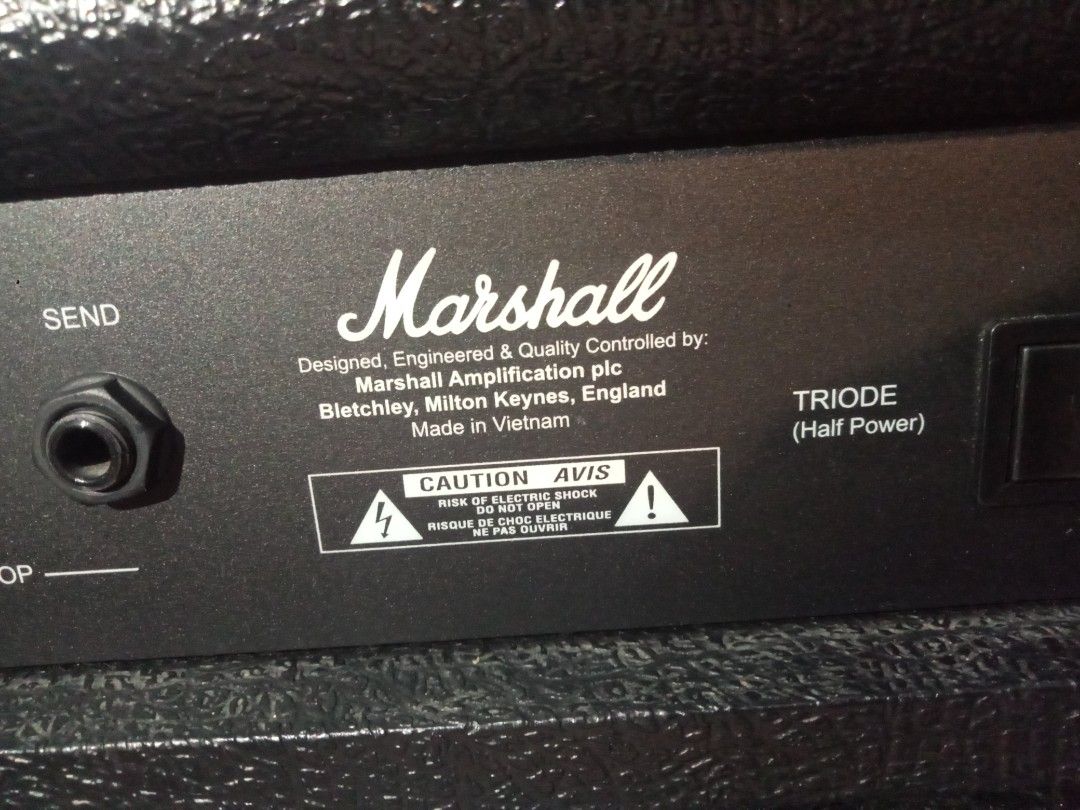 SEND
Marshall
Designed, Engineered & Quality Controlled by:
Marshall Amplification plc
Bletchley, Milton Keynes, England
Made in Vietnam
TRIODE
(Half Power)
CAUTION AVIS
RISK OF ELECTRIC SHOCK
DO NOT OPEN
RISQUE DE CHOC ELECTRIQUE
NE PAS OUVRIR
OP